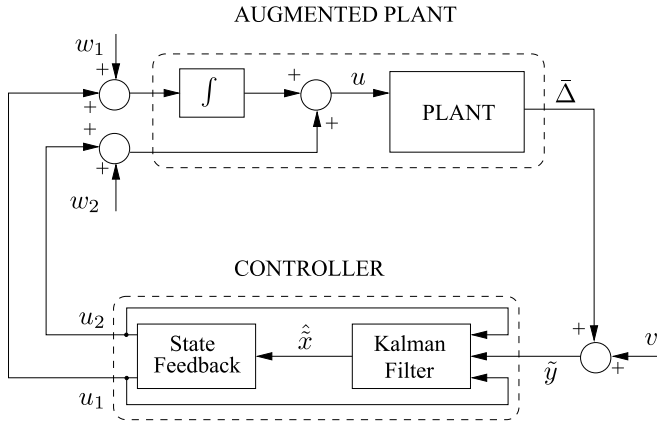 AUGMENTED PLANT
w₁
+
+
∫
+
u
PLANT
Δ̄
+
+
+
w₂
CONTROLLER
u₂
State
Feedback
x̃̂
Kalman
Filter
+
v
ỹ
+
u₁